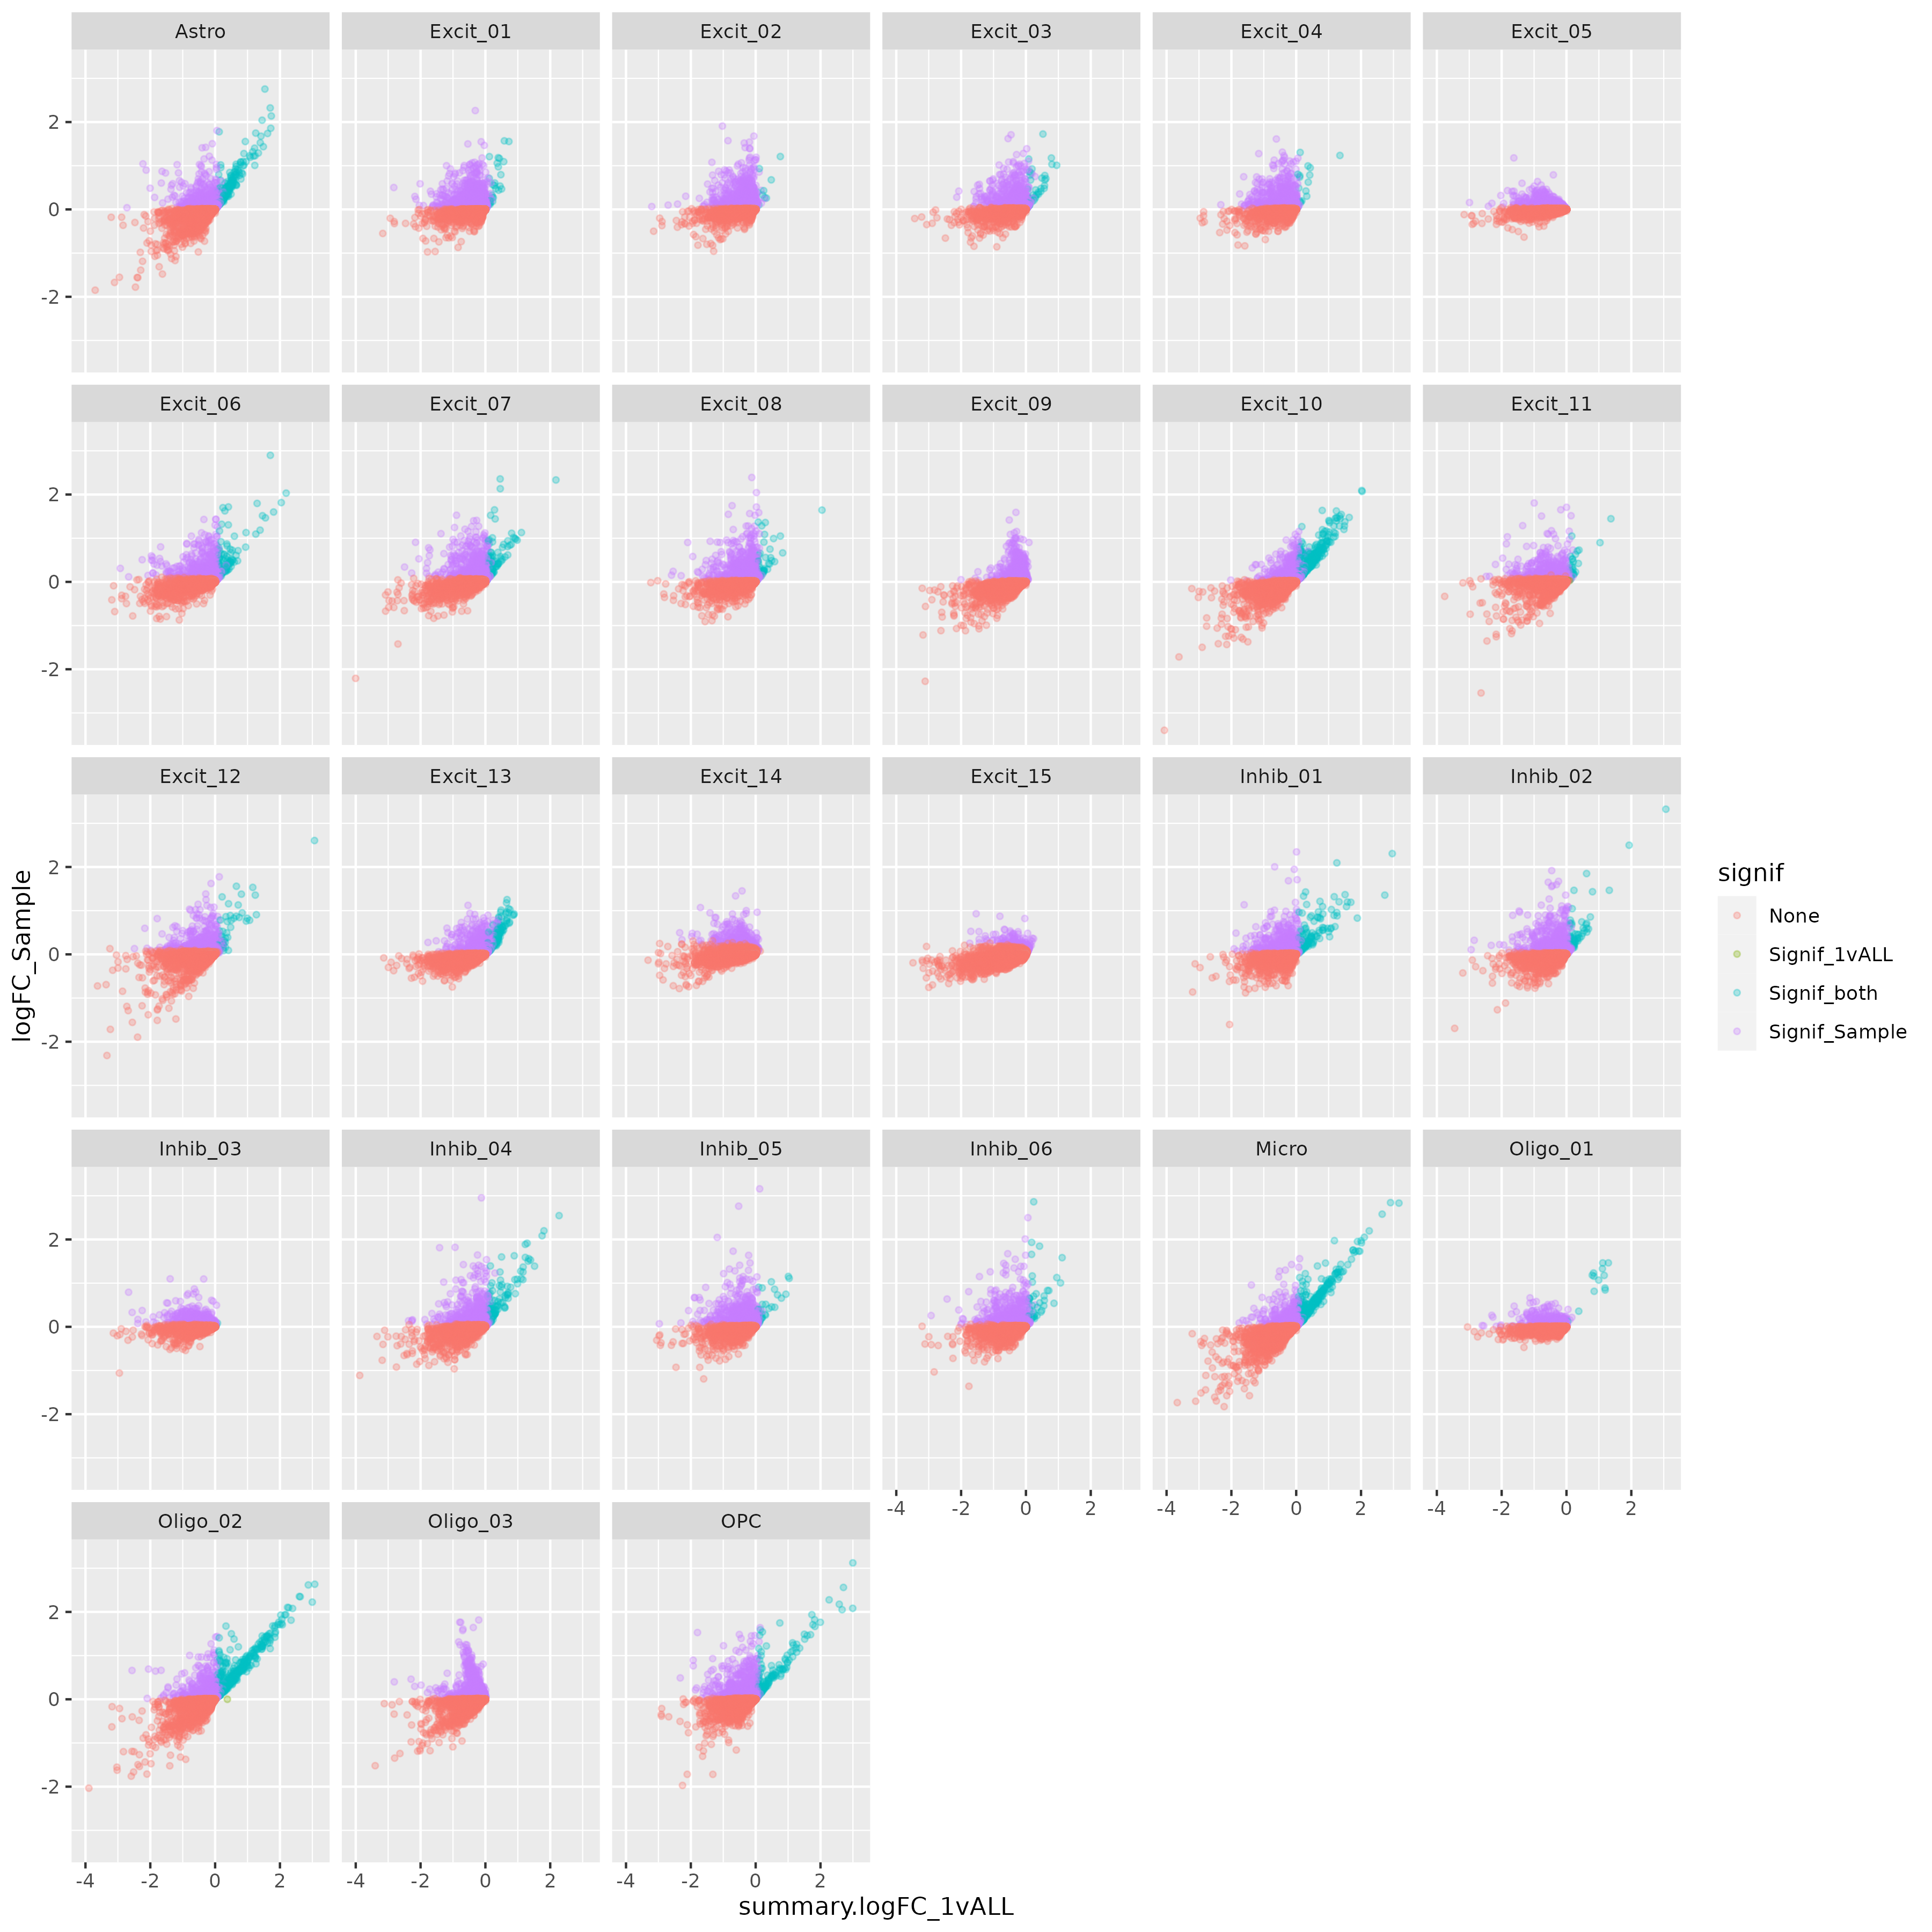 Astro Excit_01 Excit_02 Excit_03 Excit_04 Excit_05
2
0
-2
Excit_06 Excit_07 Excit_08 Excit_09 Excit_10 Excit_11
2
0
-2
Excit_12 Excit_13 Excit_14 Excit_15 Inhib_01 Inhib_02
2
0
-2
Inhib_03 Inhib_04 Inhib_05 Inhib_06 Micro Oligo_01
2
0
-2
-4 -2 0 2 -4 -2 0 2 -4 -2 0 2
Oligo_02 Oligo_03 OPC
2
0
-2
-4 -2 0 2 -4 -2 0 2 -4 -2 0 2
summary.logFC_1vALL
logFC_Sample
signif
None
Signif_1vALL
Signif_both
Signif_Sample